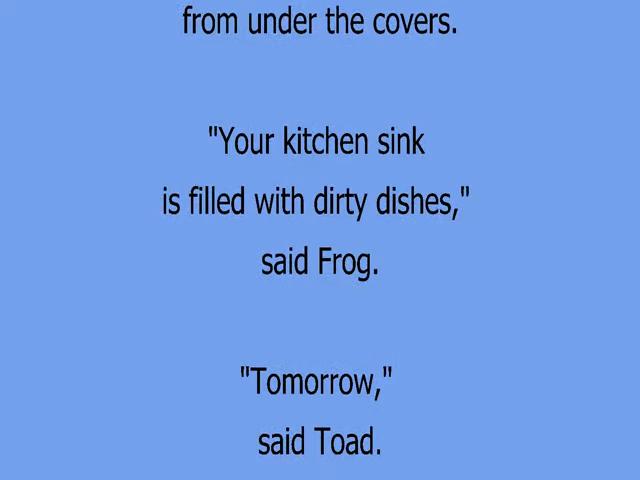 from under the covers.
"Your kitchen sink
is filled with dirty dishes,"
said Frog.
"Tomorrow,"
said Toad.